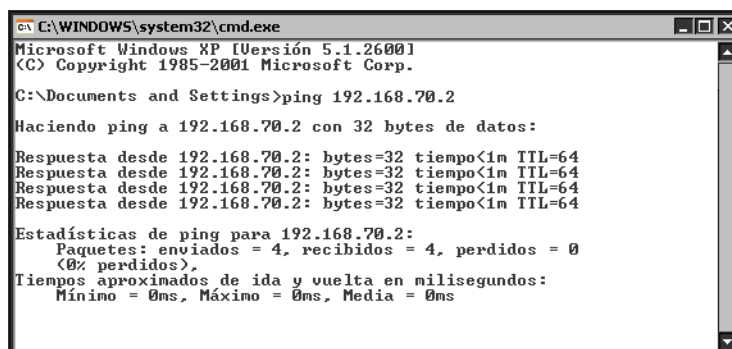 C:\WINDOWS\system32\cmd.exe
Microsoft Windows XP [Versión 5.1.2600]
(C) Copyright 1985-2001 Microsoft Corp.
C:\Documents and Settings>ping 192.168.70.2
Haciendo ping a 192.168.70.2 con 32 bytes de datos:
Respuesta desde 192.168.70.2: bytes=32 tiempo<1m TTL=64
Respuesta desde 192.168.70.2: bytes=32 tiempo<1m TTL=64
Respuesta desde 192.168.70.2: bytes=32 tiempo<1m TTL=64
Respuesta desde 192.168.70.2: bytes=32 tiempo<1m TTL=64
Estadísticas de ping para 192.168.70.2:
Paquetes: enviados = 4, recibidos = 4, perdidos = 0
(0% perdidos),
Tiempos aproximados de ida y vuelta en milisegundos:
Mínimo = 0ms, Máximo = 0ms, Media = 0ms